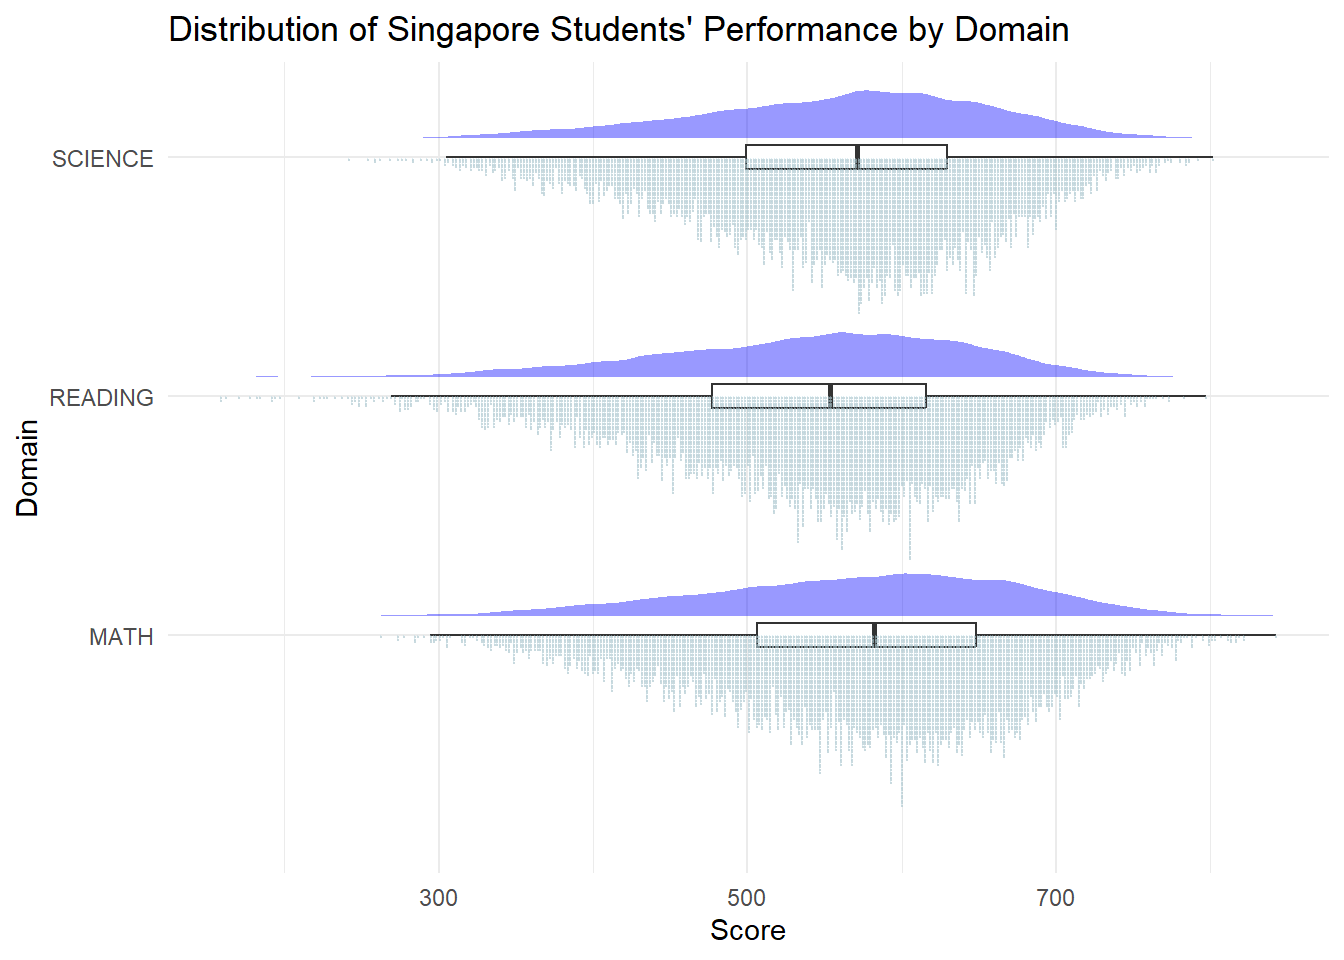 Distribution of Singapore Students' Performance by Domain
SCIENCE
READING
MATH
Domain
300 500 700
Score